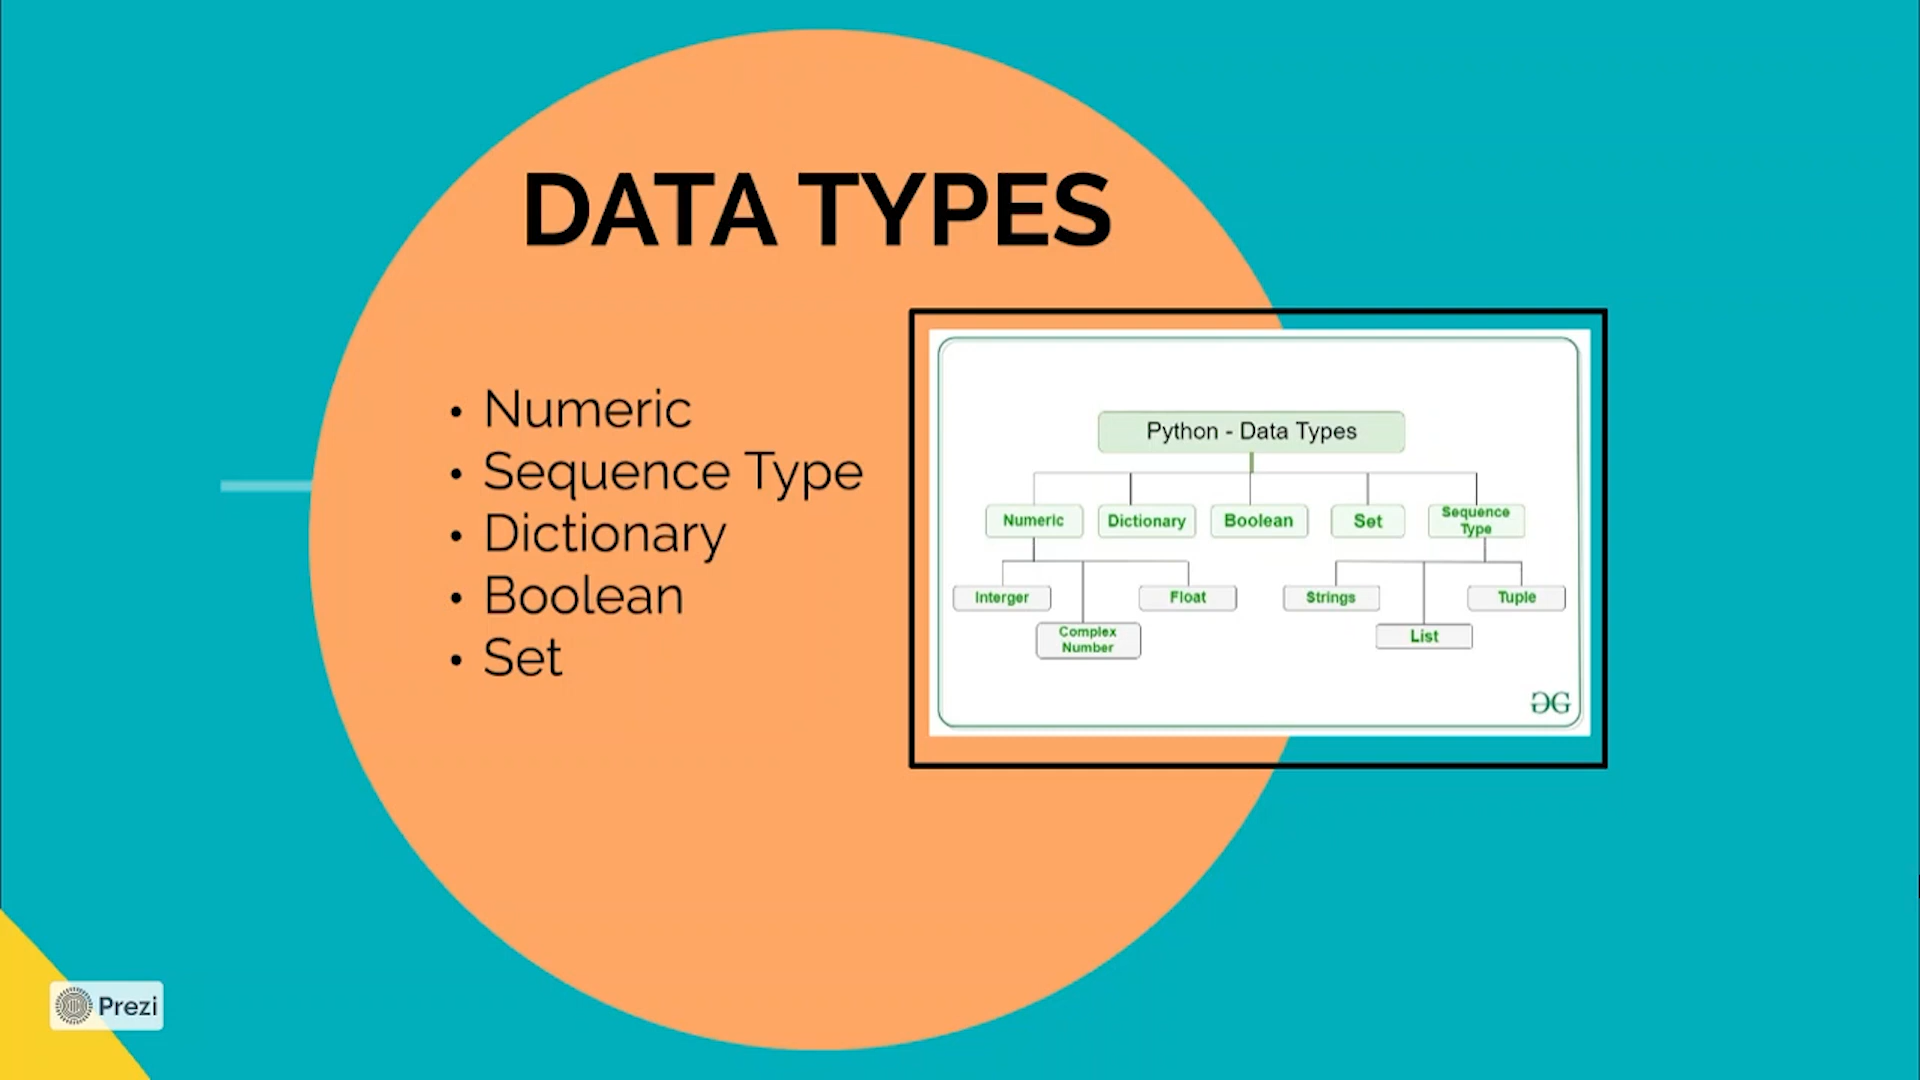 DATA TYPES
• Numeric
• Sequence Type
• Dictionary
• Boolean
• Set
Python - Data Types
Numeric
Dictionary
Boolean
Set
Sequence
Type
Interger
Float
Strings
Tuple
Complex
Number
List
Prezi